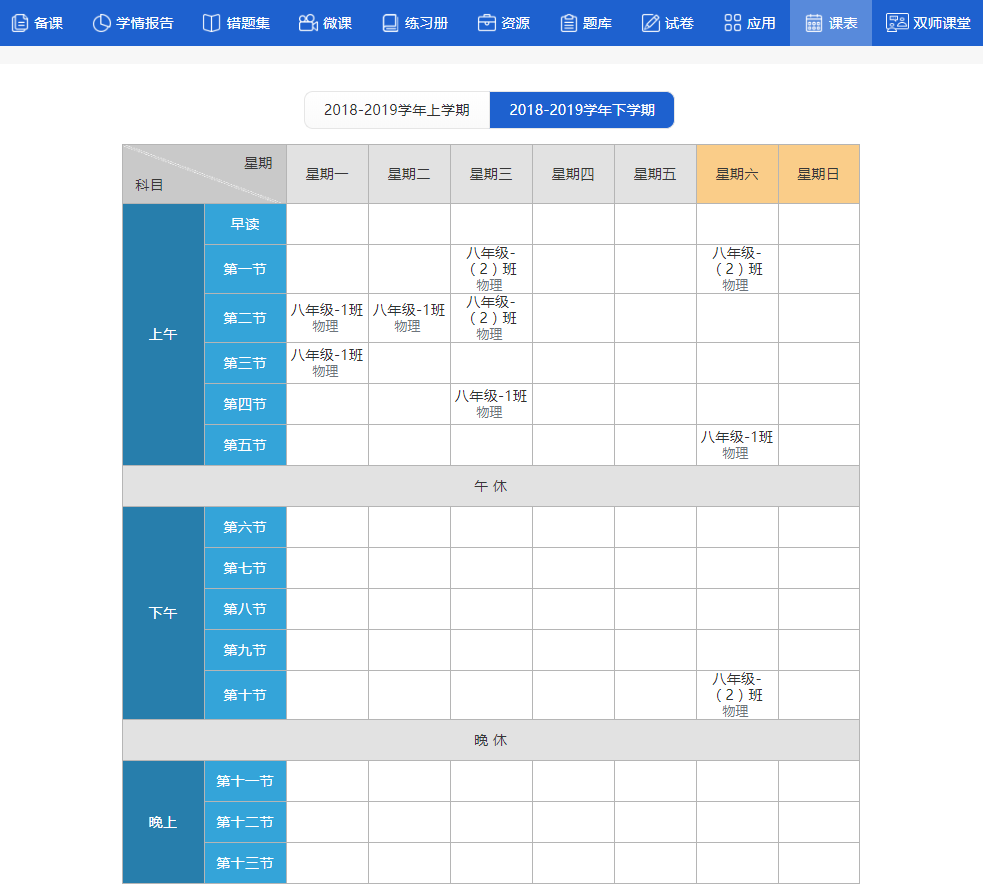 备课 学情报告 错题集 微课 练习册 资源 题库 试卷 应用 课表 双师课堂
2018-2019学年上学期 2018-2019学年下学期
星期
科目
星期一 星期二 星期三 星期四 星期五 星期六 星期日
上午
早读
第一节
八年级-
（2）班
物理
八年级-
（2）班
物理
第二节
八年级-1班
物理
八年级-1班
物理
八年级-
（2）班
物理
第三节
八年级-1班
物理
第四节
八年级-1班
物理
第五节
八年级-1班
物理
午 休
下午
第六节
第七节
第八节
第九节
第十节
八年级-
（2）班
物理
晚 休
晚上
第十一节
第十二节
第十三节